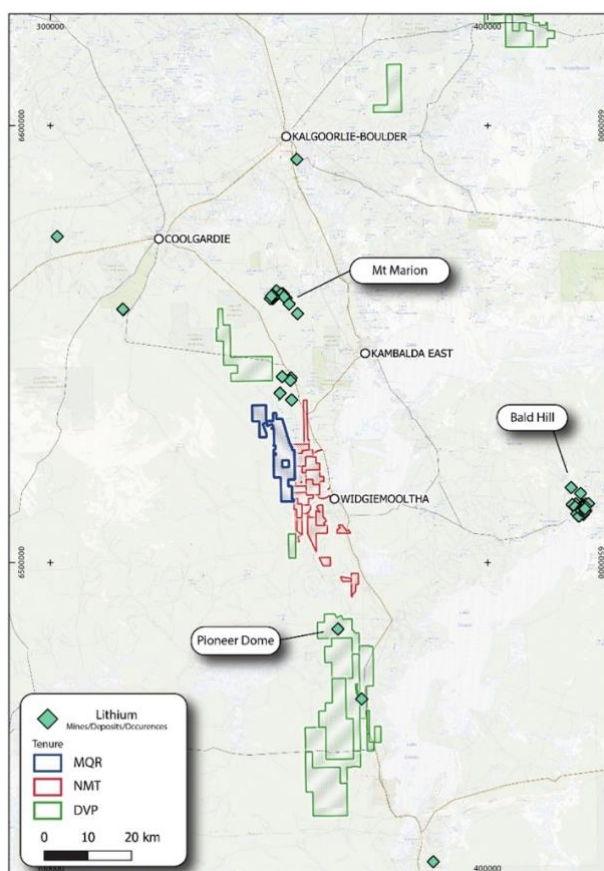 300000
400000
6600000
6600000
KALGOORLIE-BOULDER
COOLGARDIE
Mt Marion
KAMBALDA EAST
Bald Hill
WIDGIEMOOLTHA
6500000
6500000
Pioneer Dome
Lithium
Mines/Deposits/Occurences
Tenure
MQR
NMT
DVP
0 10 20 km
400000